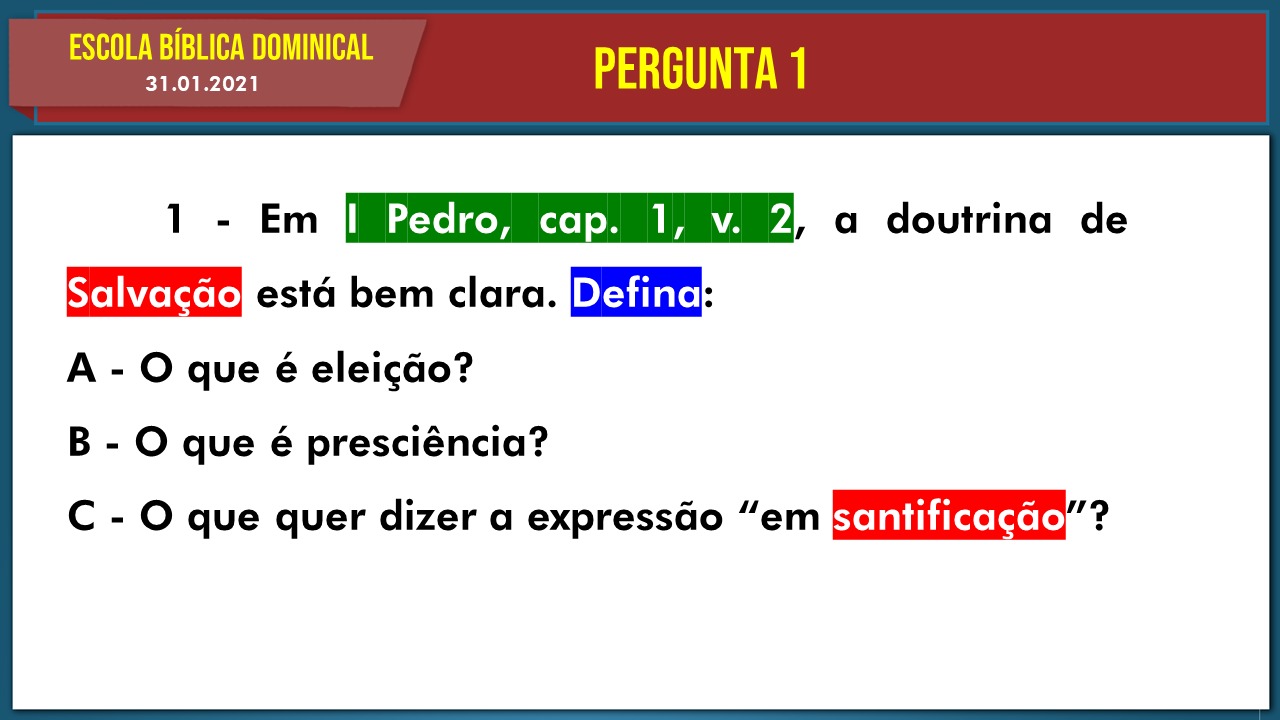 ESCOLA BÍBLICA DOMINICAL
31.01.2021
PERGUNTA 1
1 - Em I Pedro, cap. 1, v. 2, a doutrina de
Salvação está bem clara. Defina:
A - O que é eleição?
B - O que é presciência?
C - O que quer dizer a expressão “em santificação”?